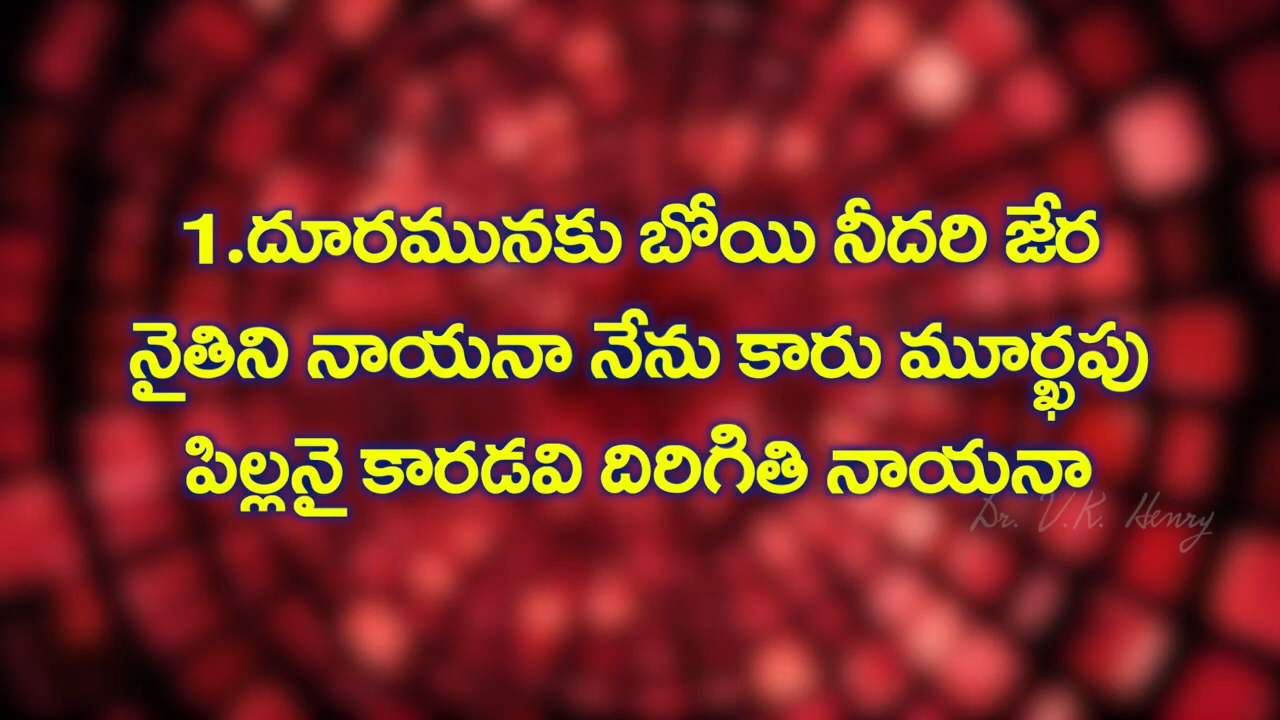 1.దూరమునకు బోయి నీదరి జేర
నైతిని నాయనా నేను కారు మూర్ఖపు
పిల్లనై కారడవి దిరిగితి నాయనా
Dr. V.R. Henry